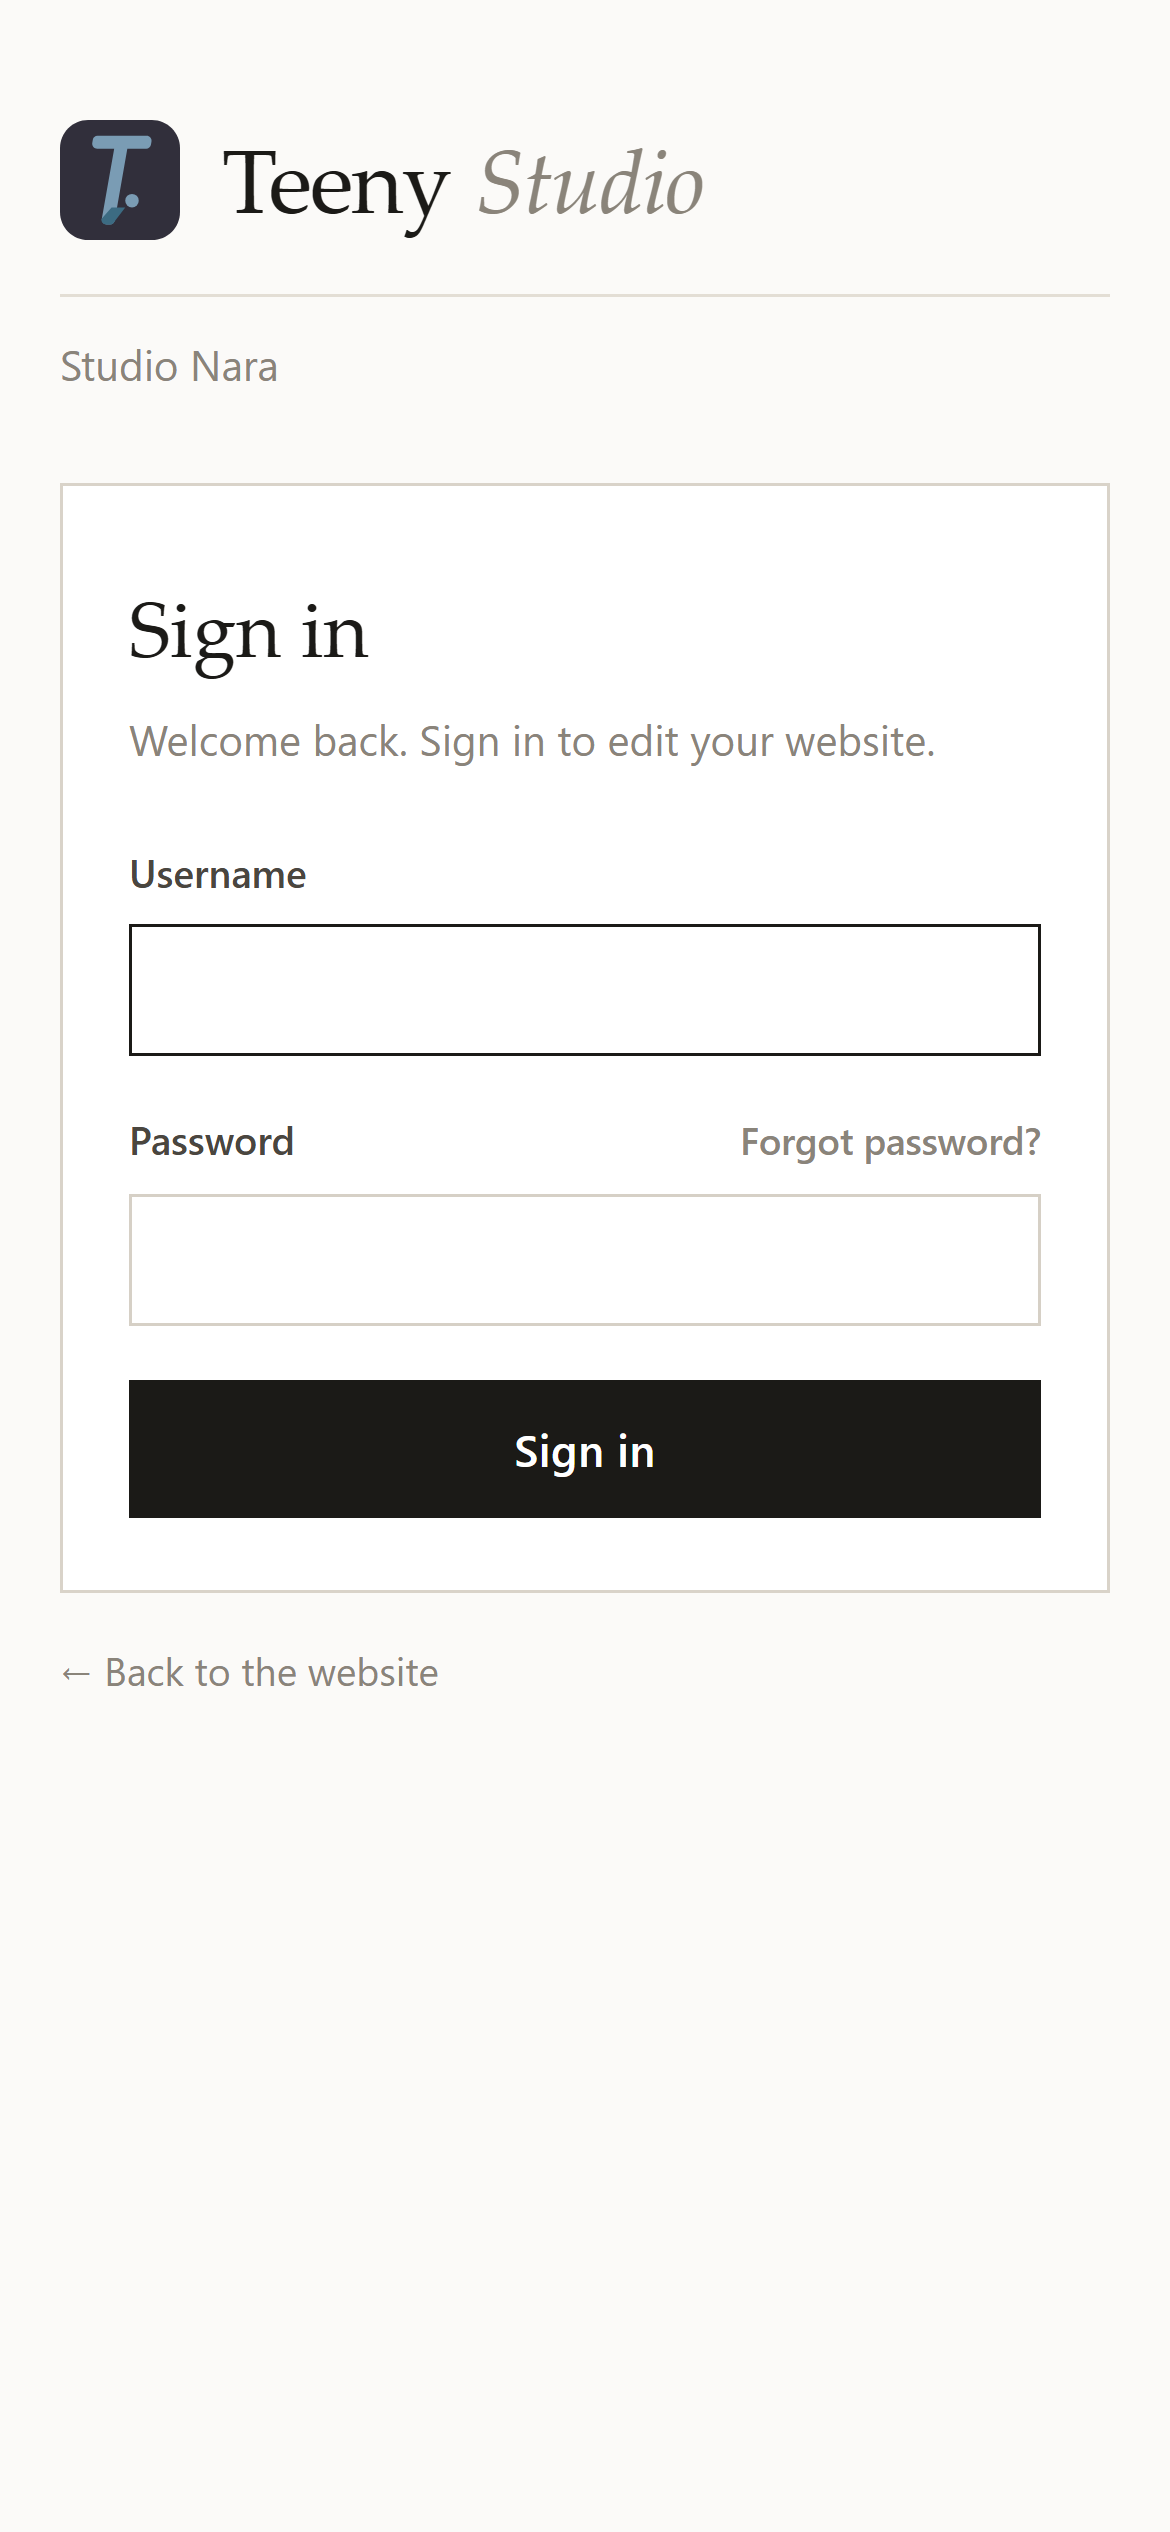 T.
Teeny Studio
Studio Nara
Sign in
Welcome back. Sign in to edit your website.
Username
Password
Forgot password?
Sign in
← Back to the website